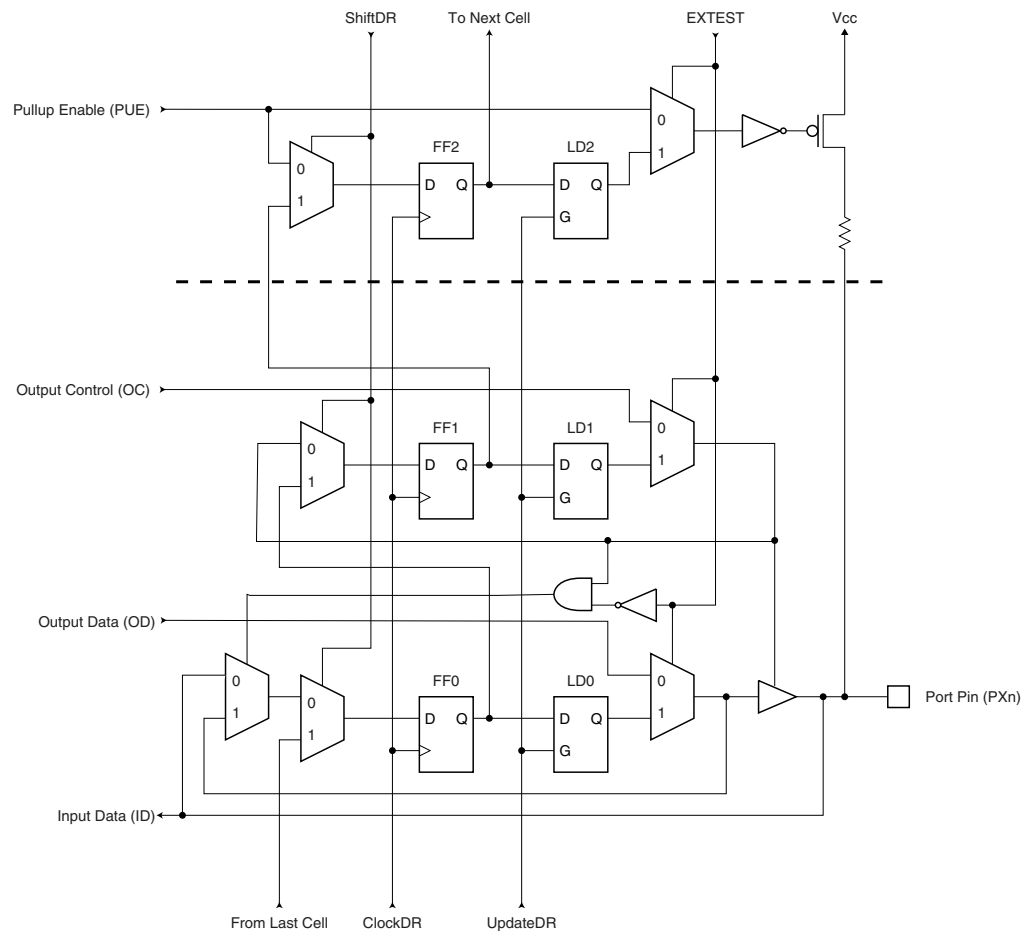 ShiftDR To Next Cell EXTEST Vcc
Pullup Enable (PUE)
0
1
FF2
D Q
LD2
D Q
G
0
1
Output Control (OC)
0
1
FF1
D Q
LD1
D Q
G
0
1
Output Data (OD)
0
1
0
1
FF0
D Q
LD0
D Q
G
0
1
Port Pin (PXn)
Input Data (ID)
From Last Cell ClockDR UpdateDR